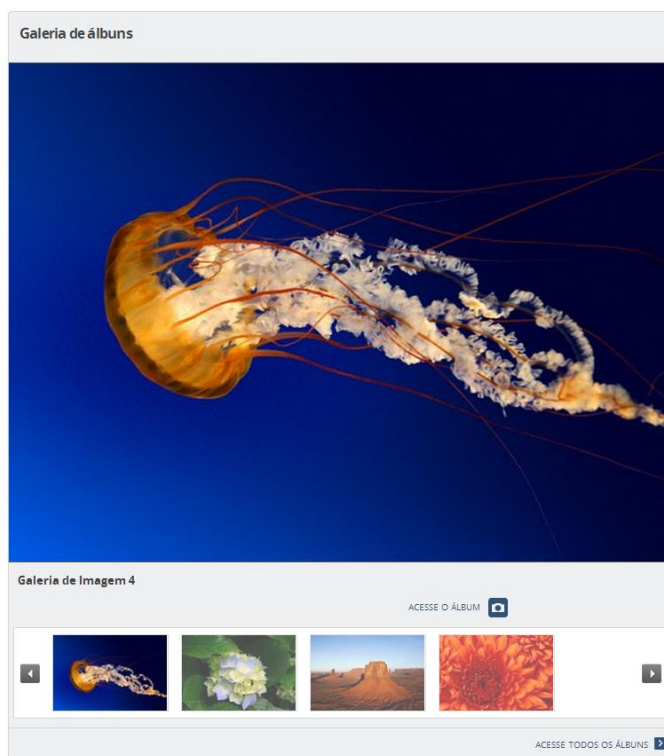 Galeria de álbuns
Galeria de Imagem 4
ACESSE O ÁLBUM
ACESSE TODOS OS ÁLBUNS